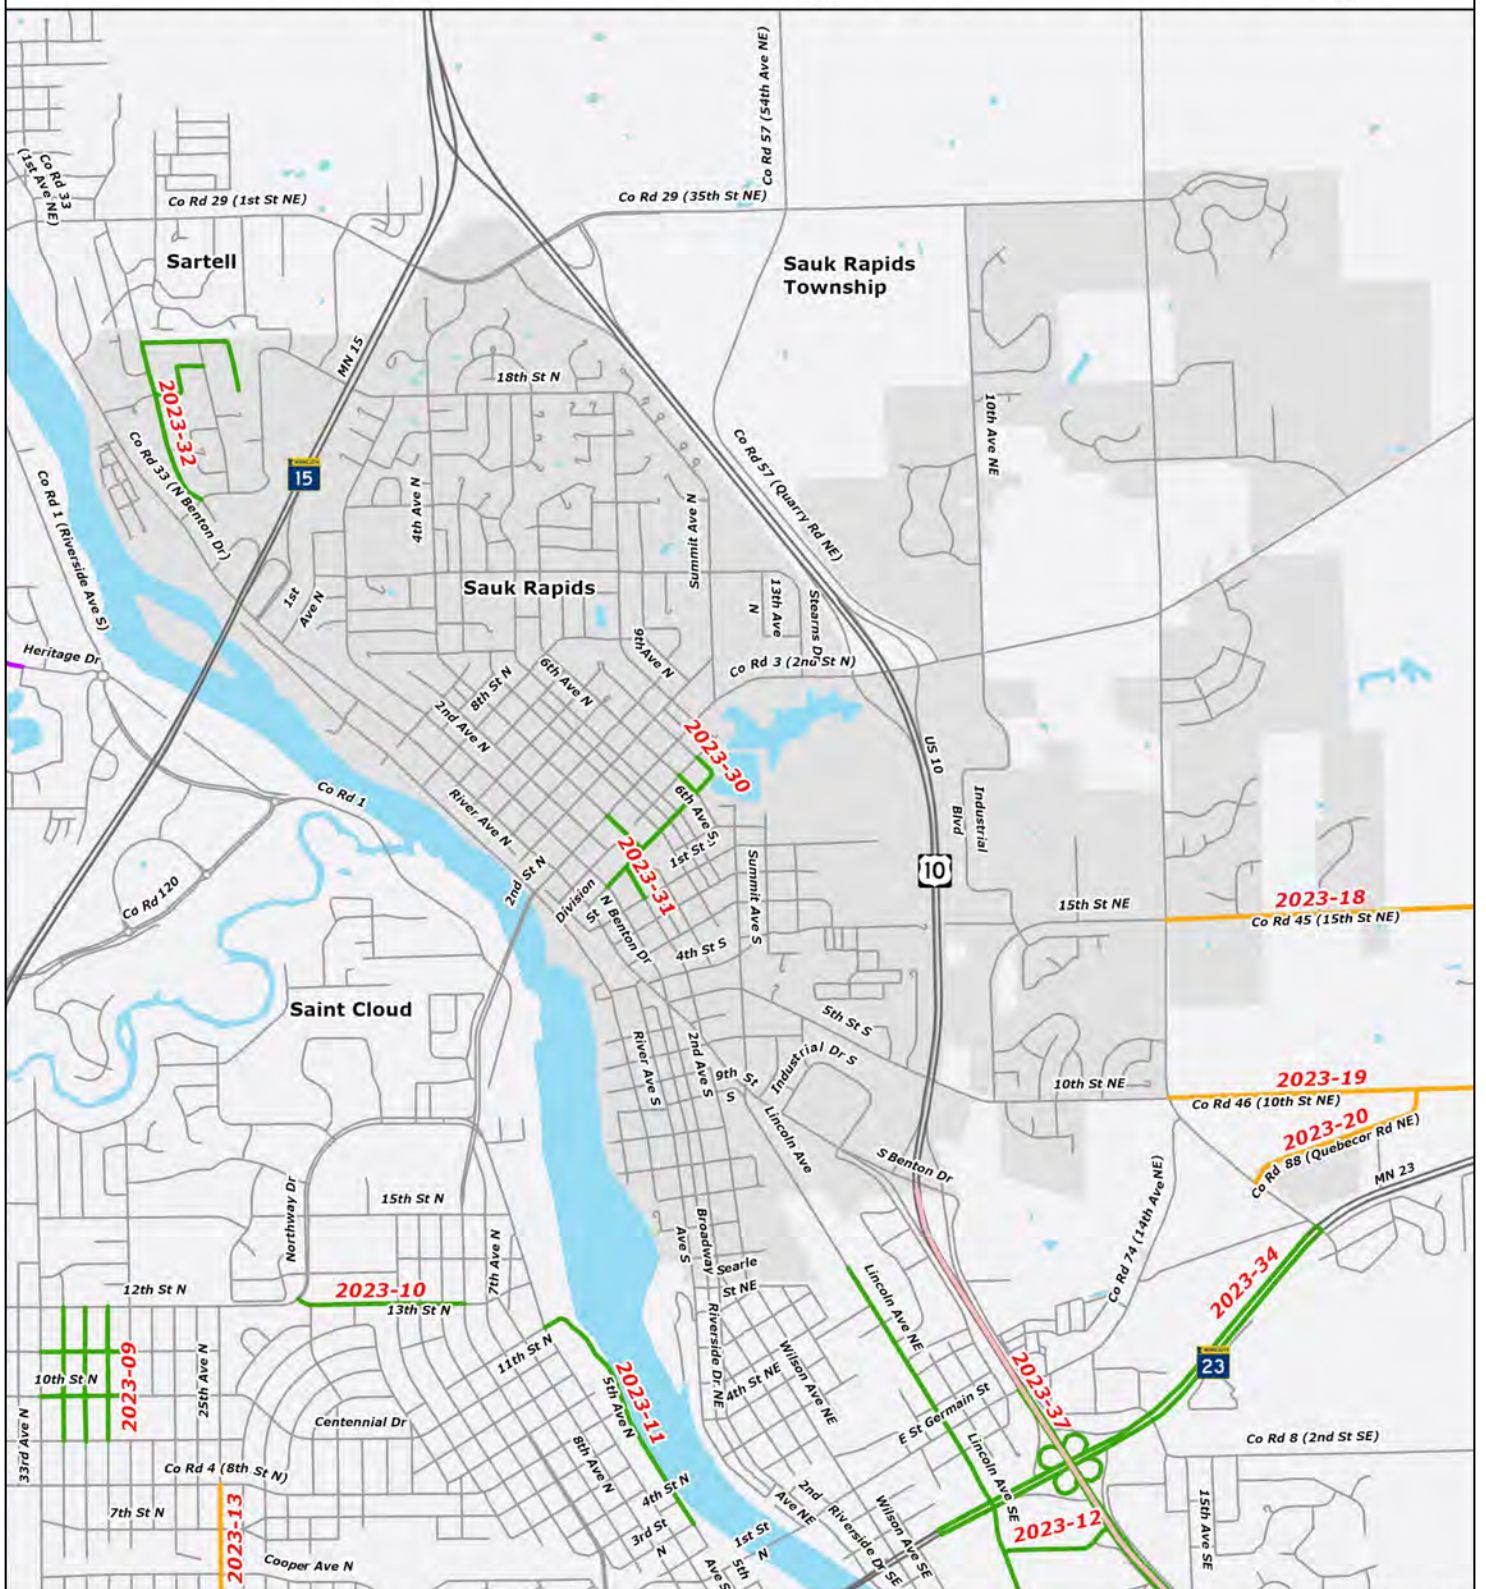 Co Rd 57 (54th Ave NE)
Co Rd 33
(1st Ave NE)
Co Rd 29 (1st St NE)
Co Rd 29 (35th St NE)
Sartell
Sauk Rapids
Township
MN 15
18th St N
2023-32
10th Ave NE
Co Rd 33 (N Benton Dr)
15
Co Rd 57 (Quarry Rd NE)
Co Rd 1 (Riverside Ave S)
4th Ave N
Summit Ave N
Sauk Rapids
1st
Ave N
13th Ave
N
Stearns Dr
Heritage Dr
9th Ave N
6th Ave N
8th St N
Co Rd 3 (2nd St N)
2nd Ave N
2023-30
US 10
Co Rd 1
River Ave N
6th Ave S
Industrial
Blvd
2023-31
1st St S
Summit Ave S
10
Co Rd 120
2nd St N
Division
St
N Benton Dr
4th St S
15th St NE
2023-18
Co Rd 45 (15th St NE)
Saint Cloud
5th St S
River Ave S
2nd Ave S
Industrial Dr S
9th St
S
10th St NE
2023-19
Co Rd 46 (10th St NE)
2023-20
Co Rd 88 (Quebecor Rd NE)
Lincoln Ave
S Benton Dr
MN 23
Co Rd 74 (14th Ave NE)
15th St N
Northway Dr
7th Ave N
Broadway
Ave S
Searle
St NE
2023-34
12th St N
2023-10
13th St N
Lincoln Ave NE
Riverside Dr NE
Wilson Ave NE
11th St N
2023-11
5th Ave N
4th St NE
2023-37
23
2023-09
10th St N
25th Ave N
33rd Ave N
Centennial Dr
E St Germain St
8th Ave N
Co Rd 8 (2nd St SE)
Co Rd 4 (8th St N)
4th St N
Lincoln Ave SE
2nd
Ave NE
Riverside Dr SE
Wilson Ave SE
15th Ave SE
7th St N
2023-13
3rd St
N
1st St
N
2023-12
Cooper Ave N
5th
Ave S